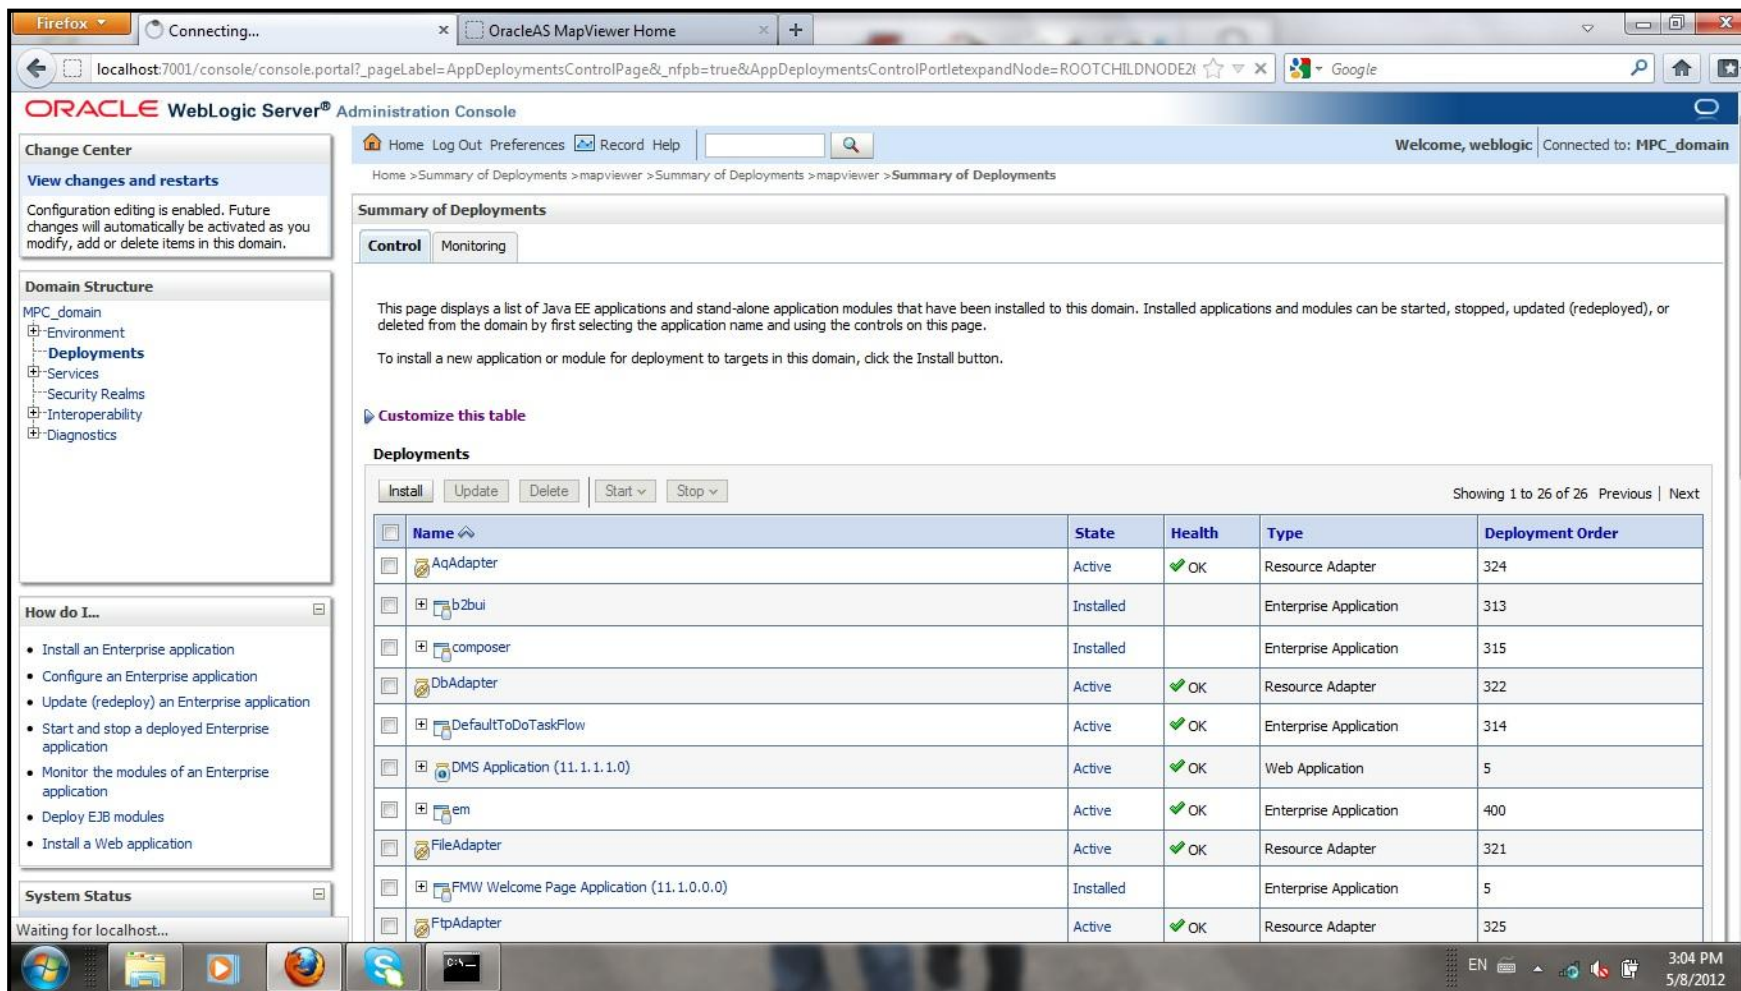 Firefox
Connecting...
OracleAS MapViewer Home
localhost:7001/console/console.portal?_pageLabel=AppDeploymentsControlPage&_nfpb=true&AppDeploymentsControlPortletexpandNode=ROOTCHILDNODE2
Google
ORACLE WebLogic Server® Administration Console
Change Center
View changes and restarts
Configuration editing is enabled. Future
changes will automatically be activated as you
modify, add or delete items in this domain.
Domain Structure
MPC_domain
Environment
Deployments
Services
Security Realms
Interoperability
Diagnostics
How do I...
Install an Enterprise application
Configure an Enterprise application
Update (redeploy) an Enterprise application
Start and stop a deployed Enterprise
application
Monitor the modules of an Enterprise
application
Deploy EJB modules
Install a Web application
System Status
Waiting for localhost...
Home Log Out Preferences Record Help
Welcome, weblogic Connected to: MPC_domain
Home >Summary of Deployments >mapviewer >Summary of Deployments >mapviewer >Summary of Deployments
Summary of Deployments
Control Monitoring
This page displays a list of Java EE applications and stand-alone application modules that have been installed to this domain. Installed applications and modules can be started, stopped, updated (redeployed), or
deleted from the domain by first selecting the application name and using the controls on this page.
To install a new application or module for deployment to targets in this domain, click the Install button.
Customize this table
Deployments
Install Update Delete Start Stop
Showing 1 to 26 of 26 Previous | Next
Name State Health Type Deployment Order
AqAdapter Active OK Resource Adapter 324
b2bui Installed Enterprise Application 313
composer Installed Enterprise Application 315
DbAdapter Active OK Resource Adapter 322
DefaultToDoTaskFlow Active OK Enterprise Application 314
DMS Application (11.1.1.1.0) Active OK Web Application 5
em Active OK Enterprise Application 400
FileAdapter Active OK Resource Adapter 321
FMW Welcome Page Application (11.1.0.0.0) Installed Enterprise Application 5
FtpAdapter Active OK Resource Adapter 325
EN
3:04 PM
5/8/2012